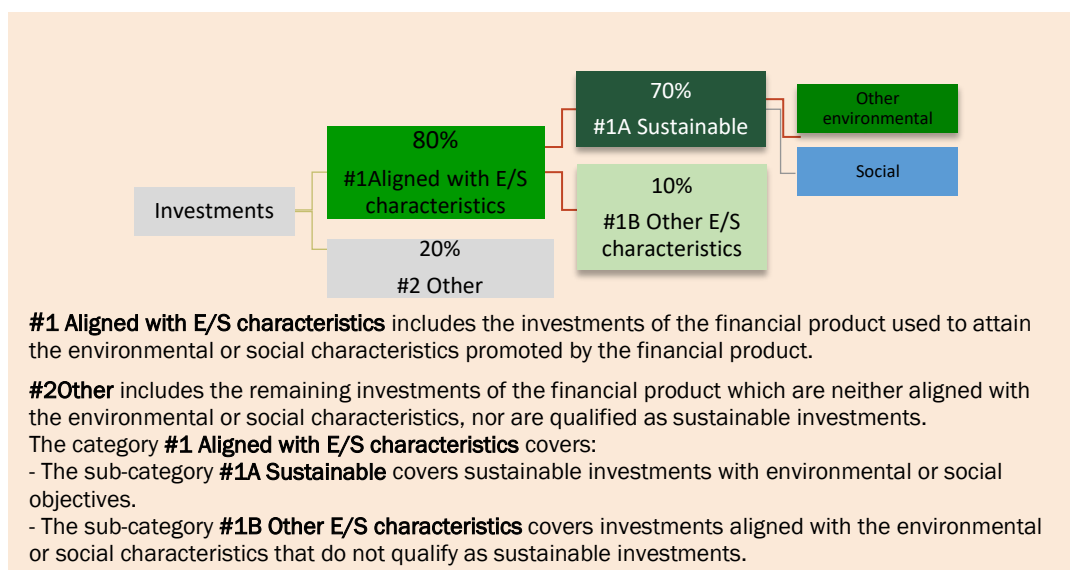 70%
#1A Sustainable
Other
environmental
80%
#1Aligned with E/S
characteristics
Social
10%
#1B Other E/S
characteristics
Investments
20%
#2 Other
#1 Aligned with E/S characteristics includes the investments of the financial product used to attain
the environmental or social characteristics promoted by the financial product.
#2Other includes the remaining investments of the financial product which are neither aligned with
the environmental or social characteristics, nor are qualified as sustainable investments.
The category #1 Aligned with E/S characteristics covers:
- The sub-category #1A Sustainable covers sustainable investments with environmental or social
objectives.
- The sub-category #1B Other E/S characteristics covers investments aligned with the environmental
or social characteristics that do not qualify as sustainable investments.